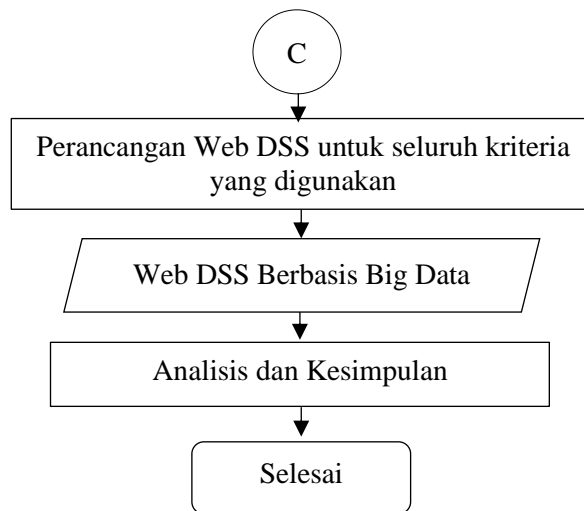 C
Perancangan Web DSS untuk seluruh kriteria
yang digunakan
Web DSS Berbasis Big Data
Analisis dan Kesimpulan
Selesai